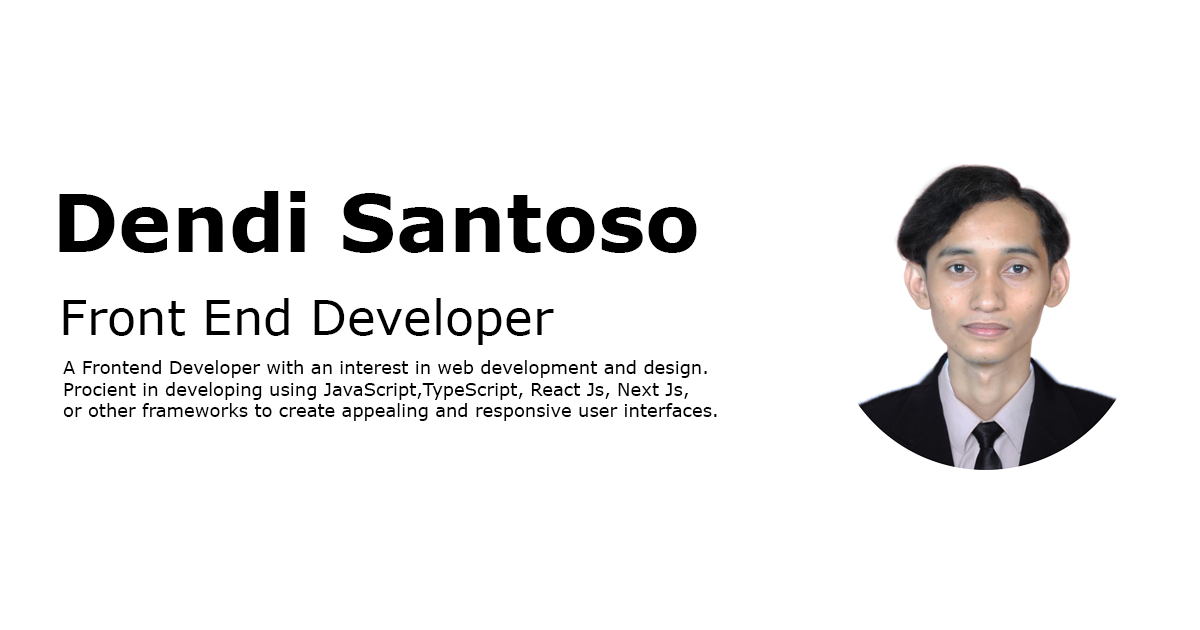 Dendi Santoso
Front End Developer
A Frontend Developer with an interest in web development and design.
Procient in developing using JavaScript,TypeScript, React Js, Next Js,
or other frameworks to create appealing and responsive user interfaces.